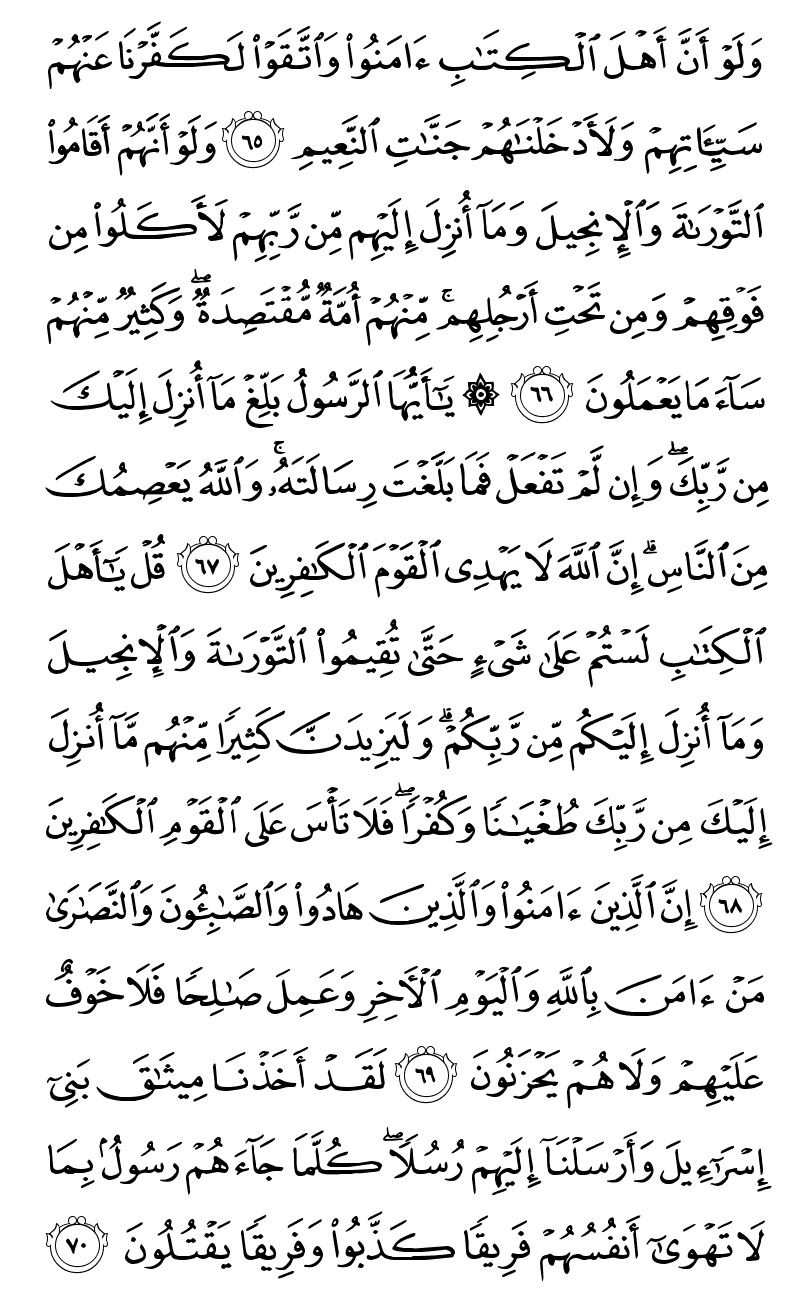 وَلَوۡ أَنَّ أَهۡلَ ٱلۡكِتَٰبِ ءَامَنُواْ وَٱتَّقَوۡاْ لَكَفَّرۡنَا عَنۡهُمۡ
سَيِّـَٔاتِهِمۡ وَلَأَدۡخَلۡنَٰهُمۡ جَنَّٰتِ ٱلنَّعِيمِ ٦٥ وَلَوۡ أَنَّهُمۡ أَقَامُواْ
ٱلتَّوۡرَىٰةَ وَٱلۡإِنجِيلَ وَمَآ أُنزِلَ إِلَيۡهِم مِّن رَّبِّهِمۡ لَأَكَلُواْ مِن
فَوۡقِهِمۡ وَمِن تَحۡتِ أَرۡجُلِهِمۚ مِّنۡهُمۡ أُمَّةٞ مُّقۡتَصِدَةٞۖ وَكَثِيرٞ مِّنۡهُمۡ
سَآءَ مَا يَعۡمَلُونَ ٦٦ ۞ يَٰٓأَيُّهَا ٱلرَّسُولُ بَلِّغۡ مَآ أُنزِلَ إِلَيۡكَ
مِن رَّبِّكَۖ وَإِن لَّمۡ تَفۡعَلۡ فَمَا بَلَّغۡتَ رِسَالَتَهُۥۚ وَٱللَّهُ يَعۡصِمُكَ
مِنَ ٱلنَّاسِۗ إِنَّ ٱللَّهَ لَا يَهۡدِي ٱلۡقَوۡمَ ٱلۡكَٰفِرِينَ ٦٧ قُلۡ يَٰٓأَهۡلَ
ٱلۡكِتَٰبِ لَسۡتُمۡ عَلَىٰ شَيۡءٍ حَتَّىٰ تُقِيمُواْ ٱلتَّوۡرَىٰةَ وَٱلۡإِنجِيلَ
وَمَآ أُنزِلَ إِلَيۡكُم مِّن رَّبِّكُمۡۗ وَلَيَزِيدَنَّ كَثِيرٗا مِّنۡهُم مَّآ أُنزِلَ
إِلَيۡكَ مِن رَّبِّكَ طُغۡيَٰنٗا وَكُفۡرٗاۖ فَلَا تَأۡسَ عَلَى ٱلۡقَوۡمِ ٱلۡكَٰفِرِينَ
٦٨ إِنَّ ٱلَّذِينَ ءَامَنُواْ وَٱلَّذِينَ هَادُواْ وَٱلصَّٰبِـُٔونَ وَٱلنَّصَٰرَىٰ
مَنۡ ءَامَنَ بِٱللَّهِ وَٱلۡيَوۡمِ ٱلۡأٓخِرِ وَعَمِلَ صَٰلِحٗا فَلَا خَوۡفٌ
عَلَيۡهِمۡ وَلَا هُمۡ يَحۡزَنُونَ ٦٩ لَقَدۡ أَخَذۡنَا مِيثَٰقَ بَنِيٓ
إِسۡرَٰٓءِيلَ وَأَرۡسَلۡنَآ إِلَيۡهِمۡ رُسُلٗاۖ كُلَّمَا جَآءَهُمۡ رَسُولُۢ بِمَا
لَا تَهۡوَىٰٓ أَنفُسُهُمۡ فَرِيقٗا كَذَّبُواْ وَفَرِيقٗا يَقۡتُلُونَ ٧٠